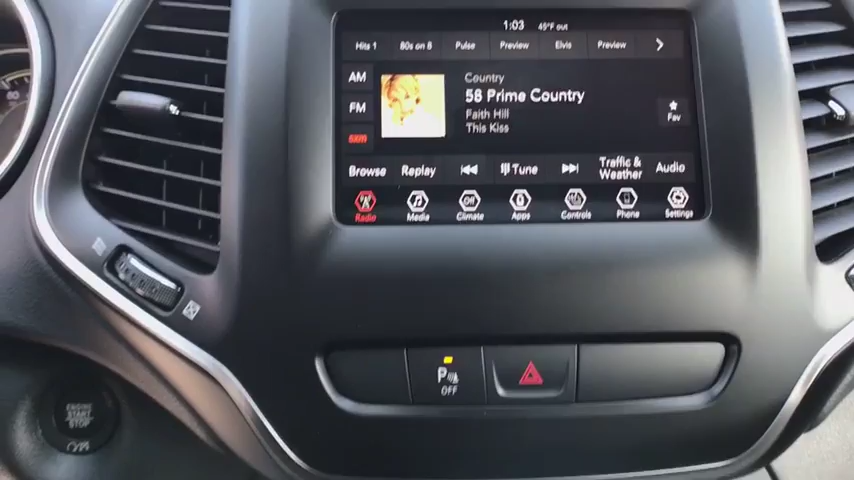 1:03 45°F out
Hits 1 80s on 8 Pulse Preview Elvis Preview
AM
FM
SXM
Country
58 Prime Country
Faith Hill
This Kiss
Fav
Browse Replay Tune Traffic & Weather Audio
Radio Media Off Climate Apps Controls Phone Settings
P OFF
ENGINE
START
STOP
80